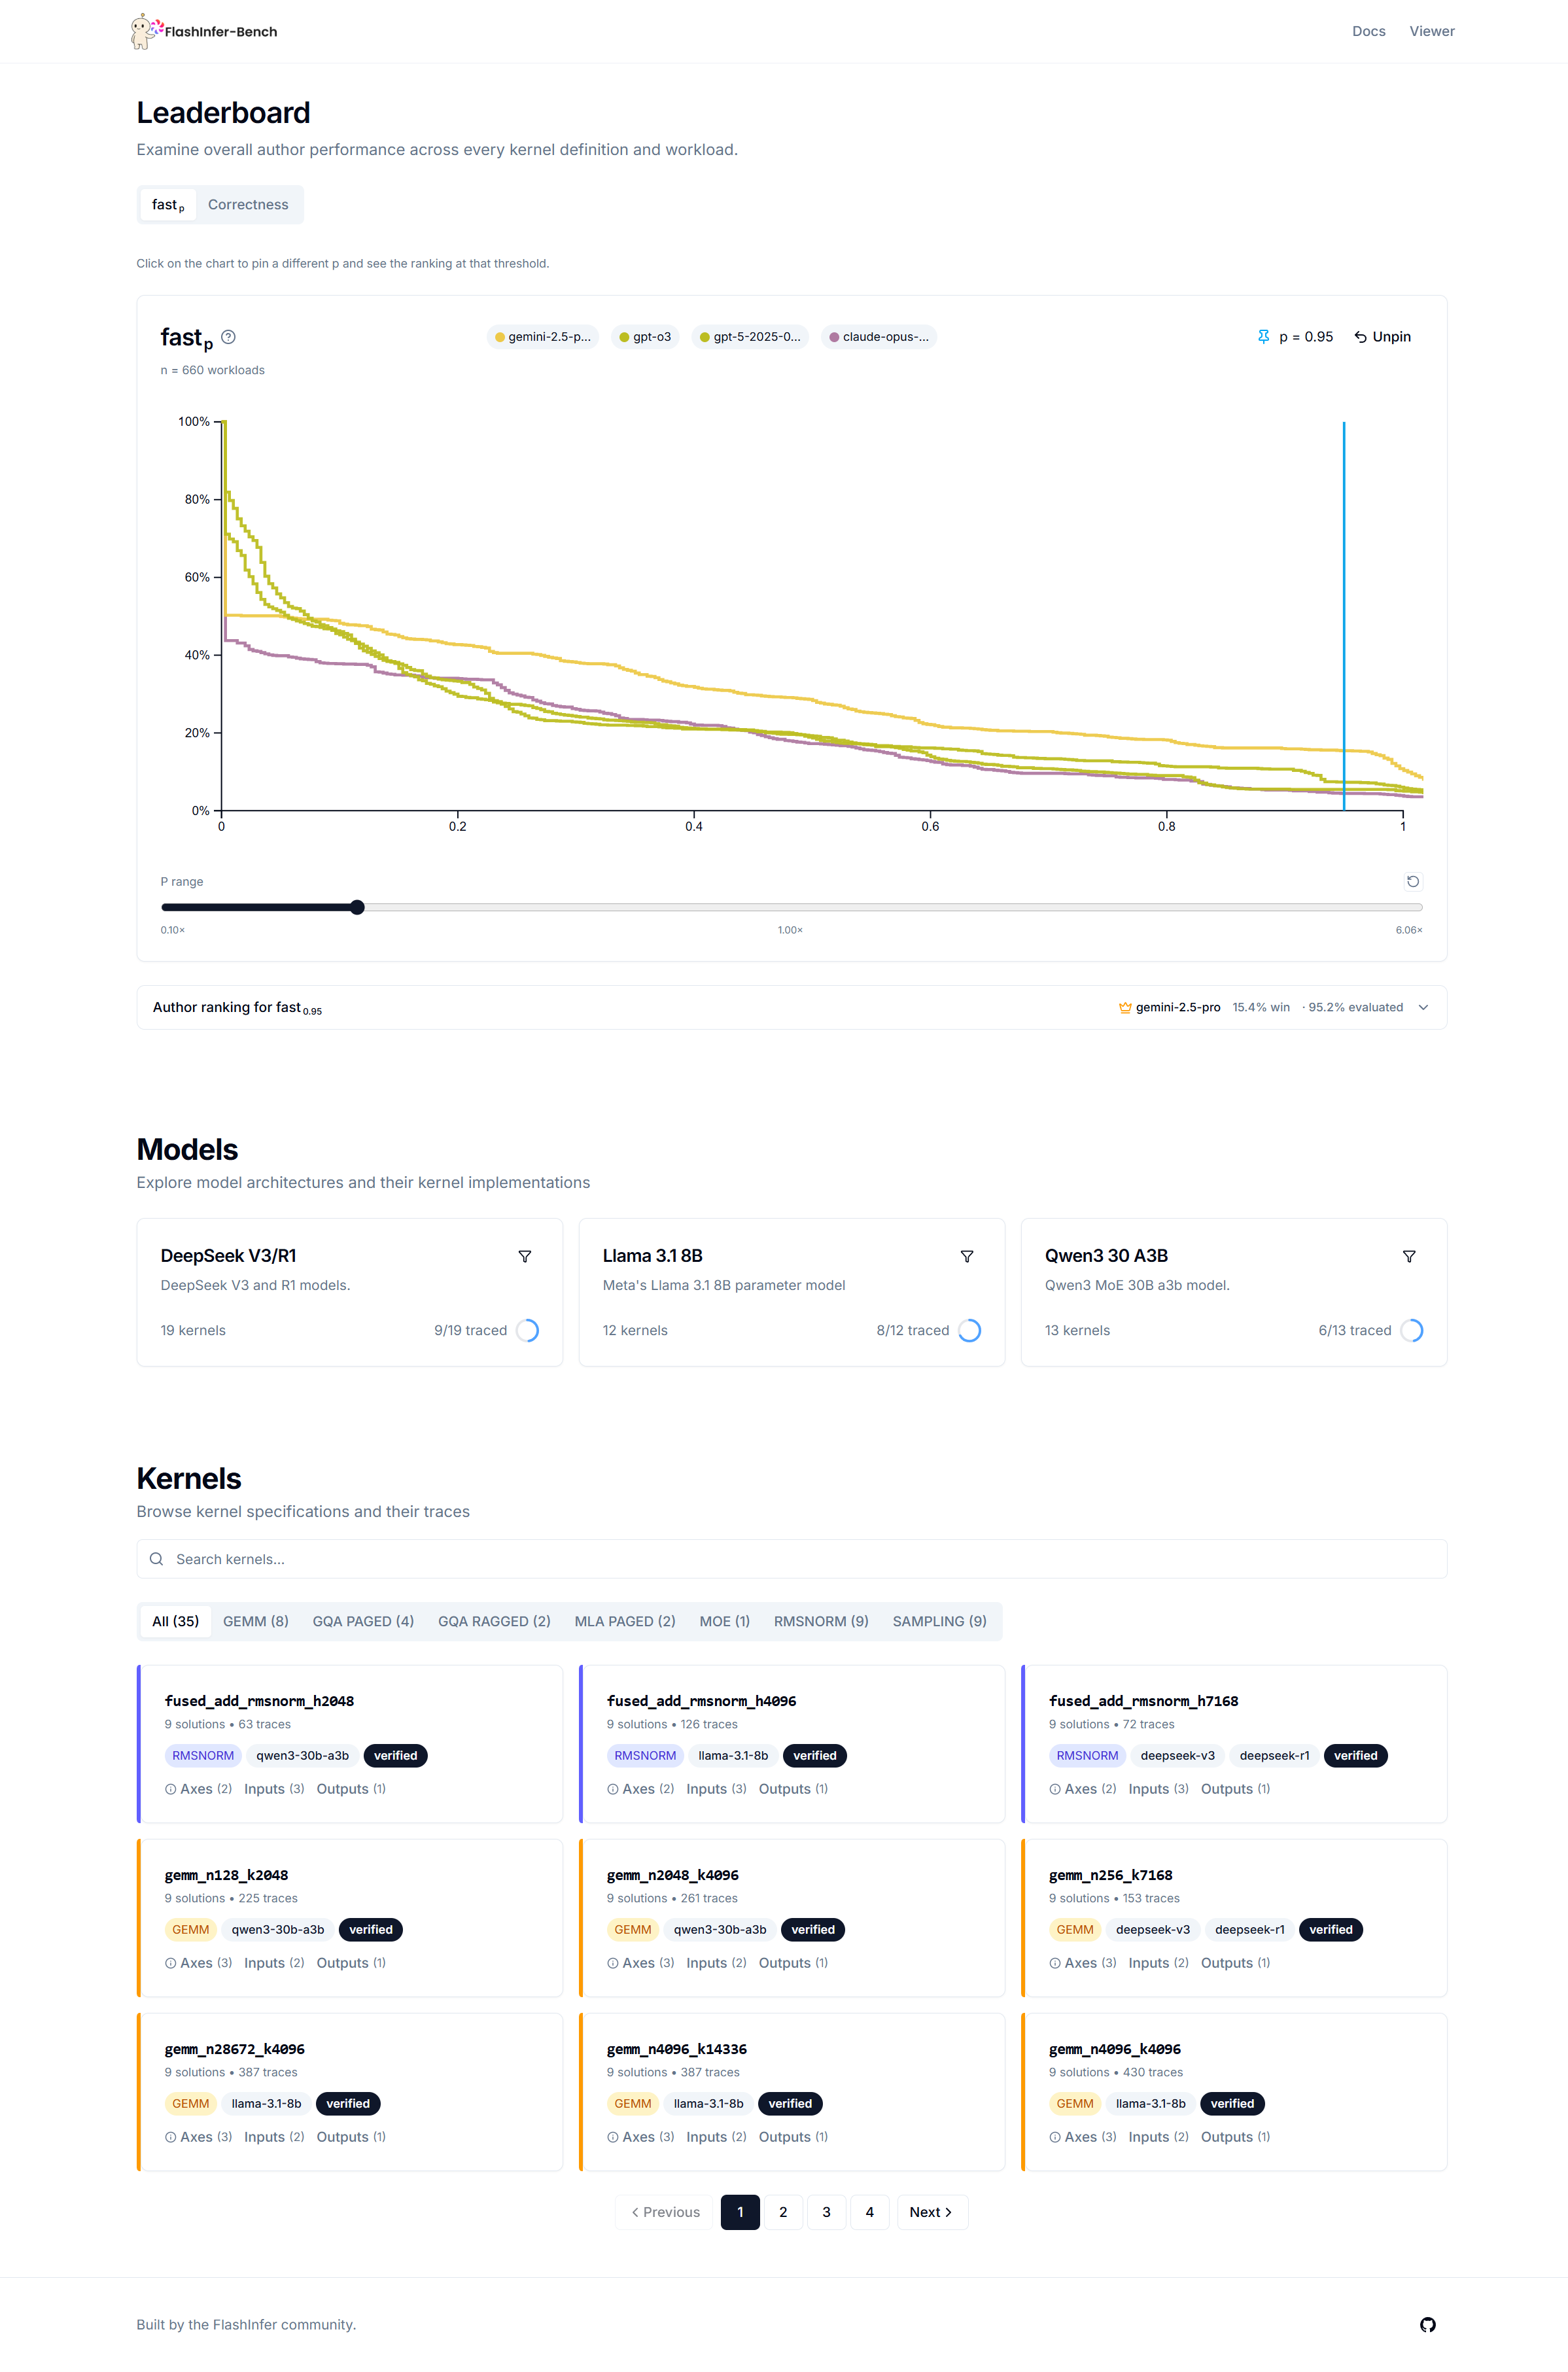 FlashInfer-Bench
Docs Viewer
Leaderboard
Examine overall author performance across every kernel definition and workload.
fast p Correctness
Click on the chart to pin a different p and see the ranking at that threshold.
fast p
gemini-2.5-p... gpt-o3 gpt-5-2025-0... claude-opus-...
p = 0.95 Unpin
n = 660 workloads
100%
80%
60%
40%
20%
0%
0 0.2 0.4 0.6 0.8 1
P range
0.10× 1.00× 6.06×
Author ranking for fast 0.95 gemini-2.5-pro 15.4% win · 95.2% evaluated
Models
Explore model architectures and their kernel implementations
DeepSeek V3/R1
DeepSeek V3 and R1 models.
19 kernels 9/19 traced
Llama 3.1 8B
Meta's Llama 3.1 8B parameter model
12 kernels 8/12 traced
Qwen3 30 A3B
Qwen3 MoE 30B a3b model.
13 kernels 6/13 traced
Kernels
Browse kernel specifications and their traces
Search kernels...
All (35) GEMM (8) GQA PAGED (4) GQA RAGGED (2) MLA PAGED (2) MOE (1) RMSNORM (9) SAMPLING (9)
fused_add_rmsnorm_h2048
9 solutions • 63 traces
RMSNORM qwen3-30b-a3b verified
Axes (2) Inputs (3) Outputs (1)
fused_add_rmsnorm_h4096
9 solutions • 126 traces
RMSNORM llama-3.1-8b verified
Axes (2) Inputs (3) Outputs (1)
fused_add_rmsnorm_h7168
9 solutions • 72 traces
RMSNORM deepseek-v3 deepseek-r1 verified
Axes (2) Inputs (3) Outputs (1)
gemm_n128_k2048
9 solutions • 225 traces
GEMM qwen3-30b-a3b verified
Axes (3) Inputs (2) Outputs (1)
gemm_n2048_k4096
9 solutions • 261 traces
GEMM qwen3-30b-a3b verified
Axes (3) Inputs (2) Outputs (1)
gemm_n256_k7168
9 solutions • 153 traces
GEMM deepseek-v3 deepseek-r1 verified
Axes (3) Inputs (2) Outputs (1)
gemm_n28672_k4096
9 solutions • 387 traces
GEMM llama-3.1-8b verified
Axes (3) Inputs (2) Outputs (1)
gemm_n4096_k14336
9 solutions • 387 traces
GEMM llama-3.1-8b verified
Axes (3) Inputs (2) Outputs (1)
gemm_n4096_k4096
9 solutions • 430 traces
GEMM llama-3.1-8b verified
Axes (3) Inputs (2) Outputs (1)
Previous 1 2 3 4 Next
Built by the FlashInfer community.